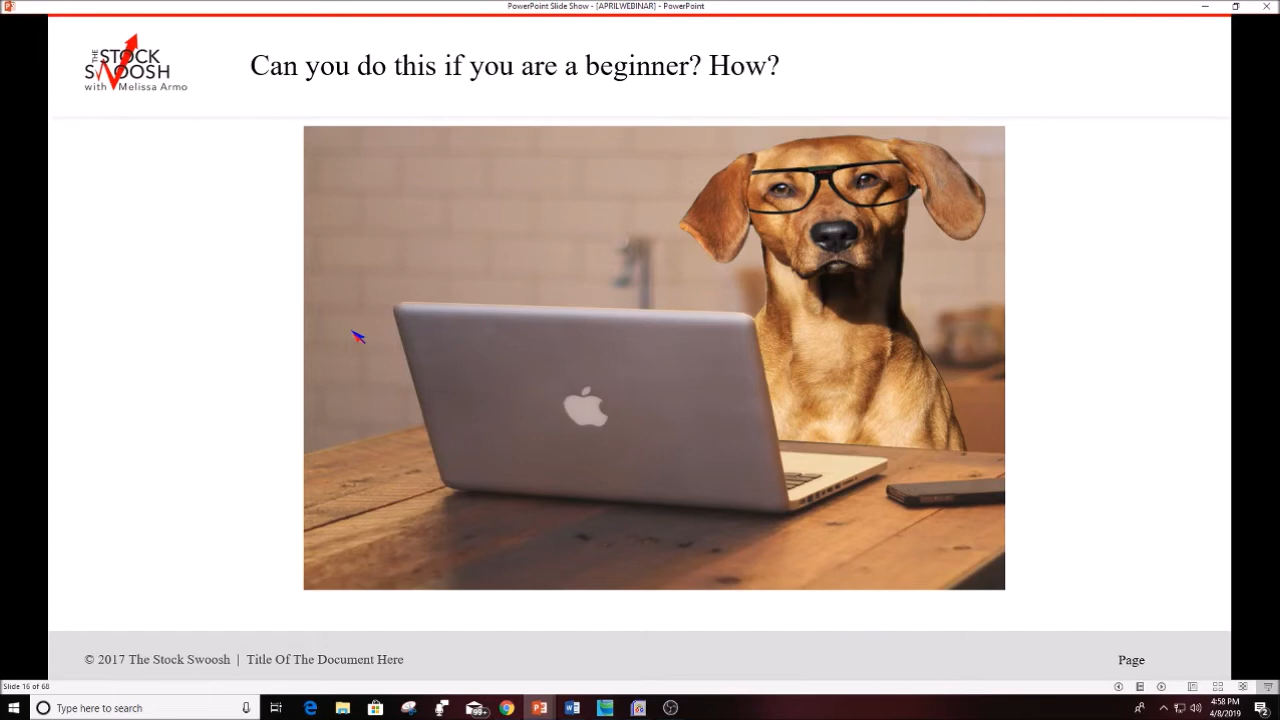 PowerPoint Slide Show - [APRILWEBINAR] - PowerPoint
THE STOCK SWOOSH
with Melissa Armo
Can you do this if you are a beginner? How?
© 2017 The Stock Swoosh | Title Of The Document Here
Page
Slide 16 of 68
Type here to search
99+
4:58 PM
4/8/2019
2